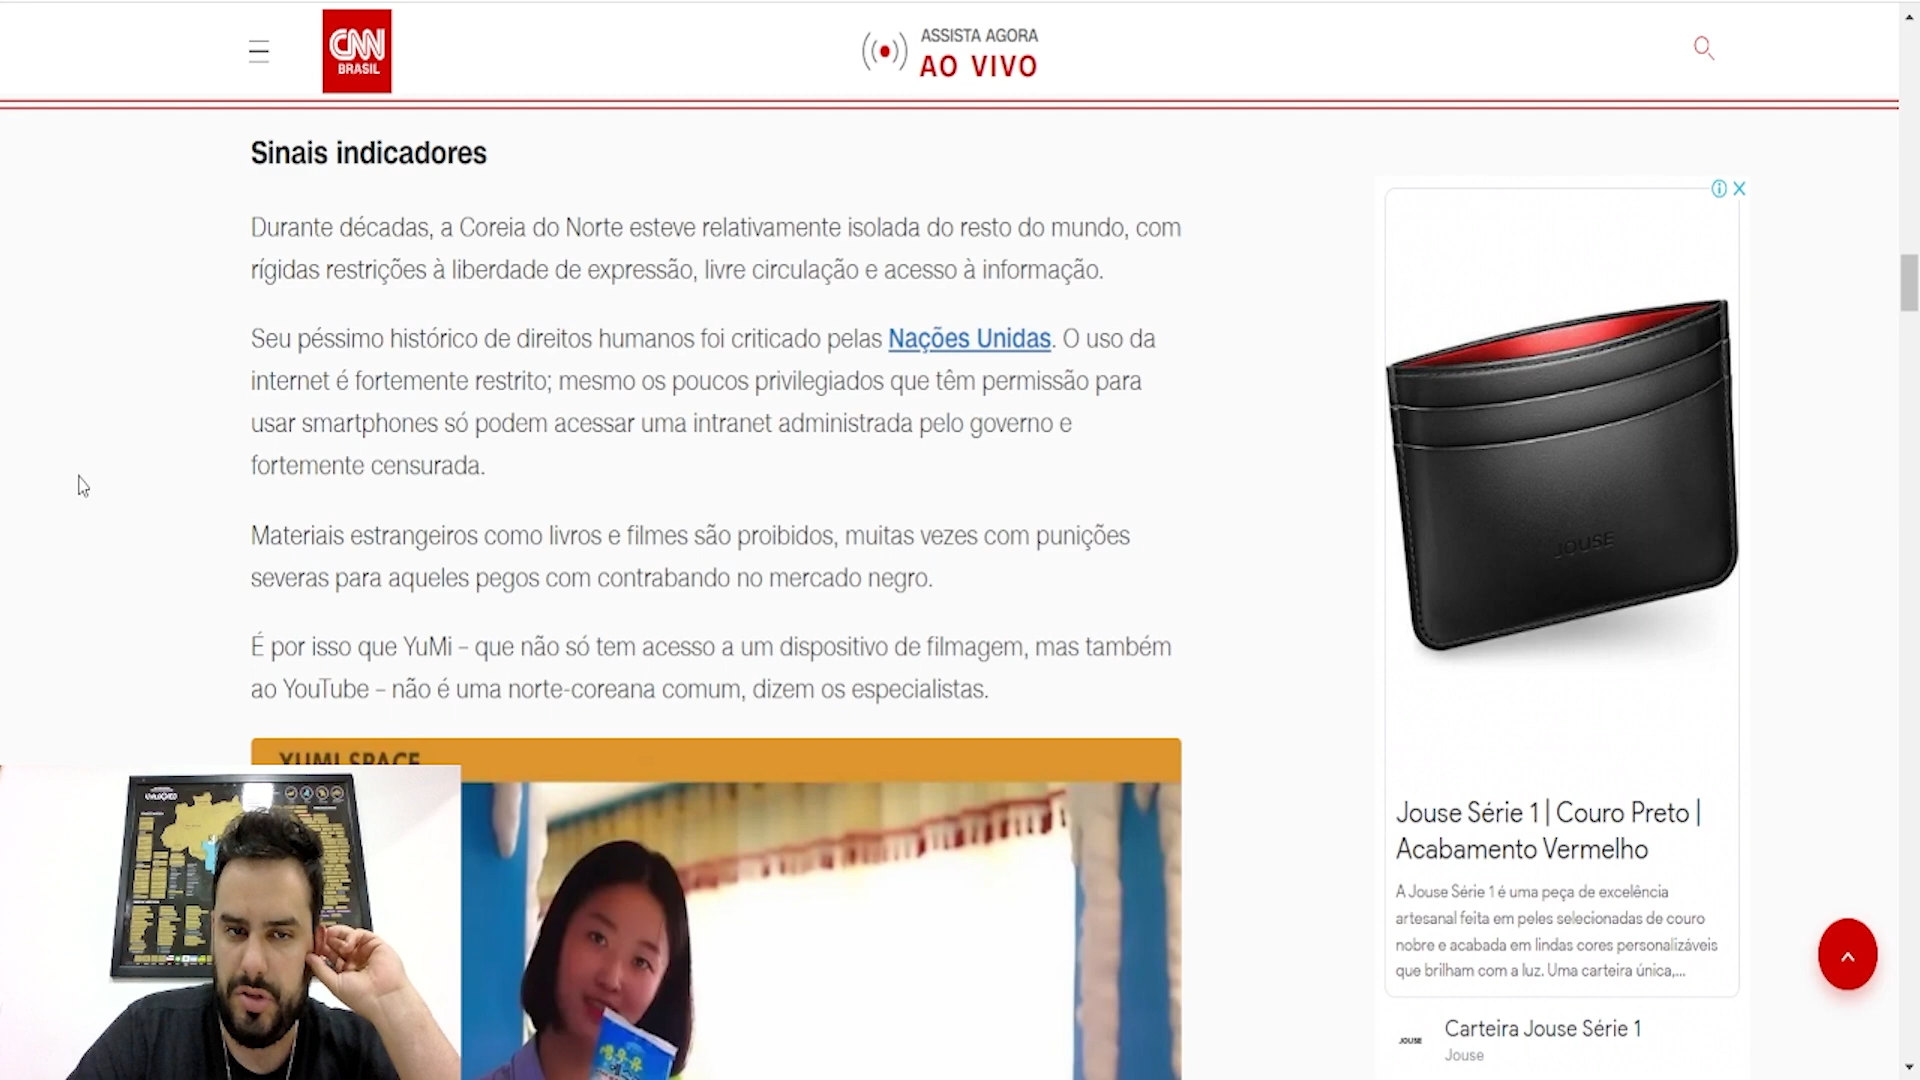 CNN
BRASIL
ASSISTA AGORA
AO VIVO
Sinais indicadores
Durante décadas, a Coreia do Norte esteve relativamente isolada do resto do mundo, com
rígidas restrições à liberdade de expressão, livre circulação e acesso à informação.
Seu péssimo histórico de direitos humanos foi criticado pelas Nações Unidas. O uso da
internet é fortemente restrito; mesmo os poucos privilegiados que têm permissão para
usar smartphones só podem acessar uma intranet administrada pelo governo e
fortemente censurada.
Materiais estrangeiros como livros e filmes são proibidos, muitas vezes com punições
severas para aqueles pegos com contrabando no mercado negro.
É por isso que YuMi – que não só tem acesso a um dispositivo de filmagem, mas também
ao YouTube – não é uma norte-coreana comum, dizem os especialistas.
YUMI SPACE
JOUSE
Jouse Série 1 | Couro Preto |
Acabamento Vermelho
A Jouse Série 1 é uma peça de excelência
artesanal feita em peles selecionadas de couro
nobre e acabada em lindas cores personalizáveis
que brilham com a luz. Uma carteira única,...
JOUSE
Carteira Jouse Série 1
Jouse